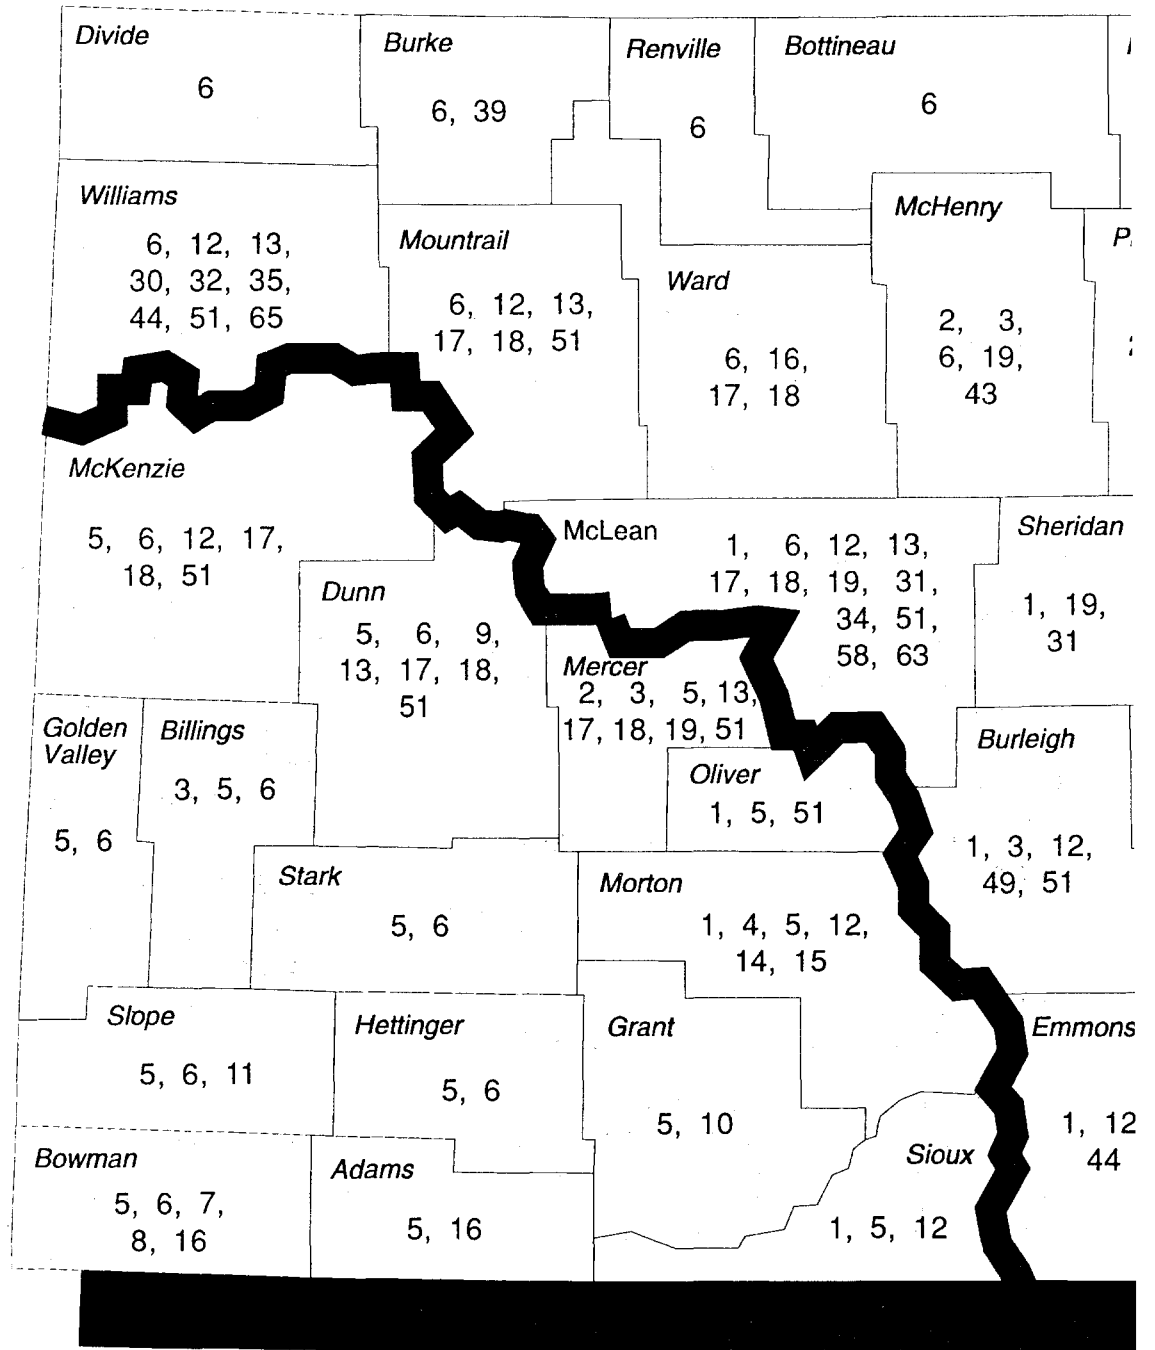 Divide
6
Burke
6, 39
Renville
6
Bottineau
6
Williams
6, 12, 13,
30, 32, 35,
44, 51, 65
Mountrail
6, 12, 13,
17, 18, 51
Ward
6, 16,
17, 18
McHenry
2, 3,
6, 19,
43
P
McKenzie
5, 6, 12, 17,
18, 51
Dunn
5, 6, 9,
13, 17, 18,
51
McLean
1, 6, 12, 13,
17, 18, 19, 31,
34, 51,
58, 63
Sheridan
1, 19,
31
Mercer
2, 3, 5, 13,
17, 18, 19, 51
Golden
Valley
5, 6
Billings
3, 5, 6
Oliver
1, 5, 51
Burleigh
1, 3, 12,
49, 51
Stark
5, 6
Morton
1, 4, 5, 12,
14, 15
Slope
5, 6, 11
Hettinger
5, 6
Grant
5, 10
Emmons
1, 12
44
Sioux
1, 5, 12
Bowman
5, 6, 7,
8, 16
Adams
5, 16